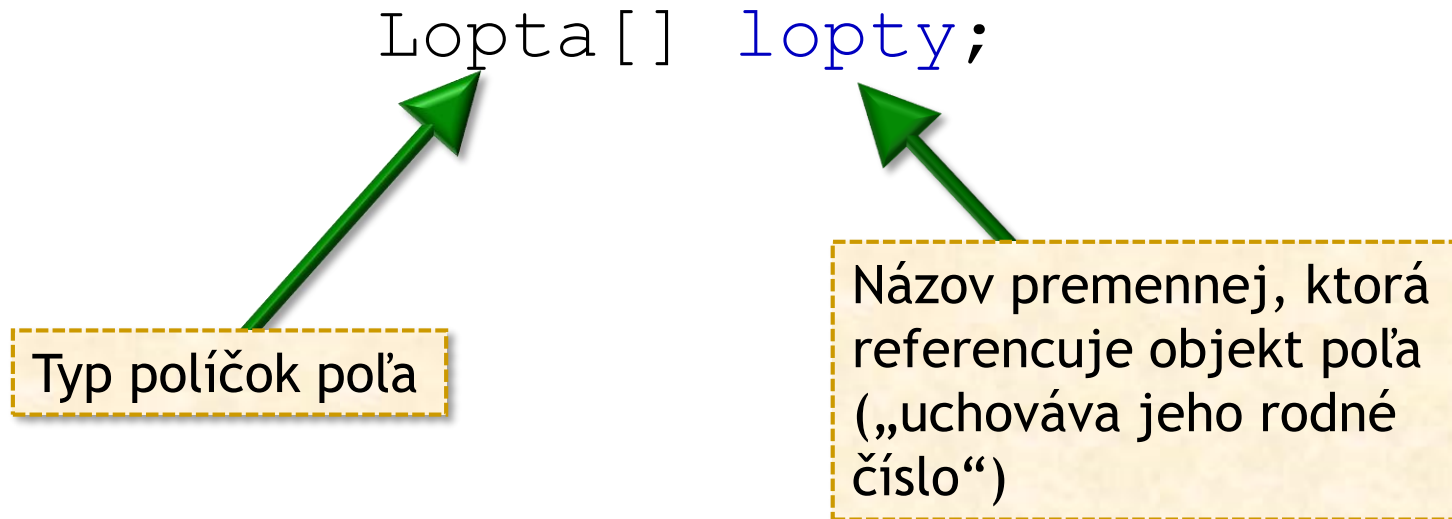 Lopta[] lopty;
Typ políčok poľa
Názov premennej, ktorá
referencuje objekt poľa
(„uchováva jeho rodné
číslo“)